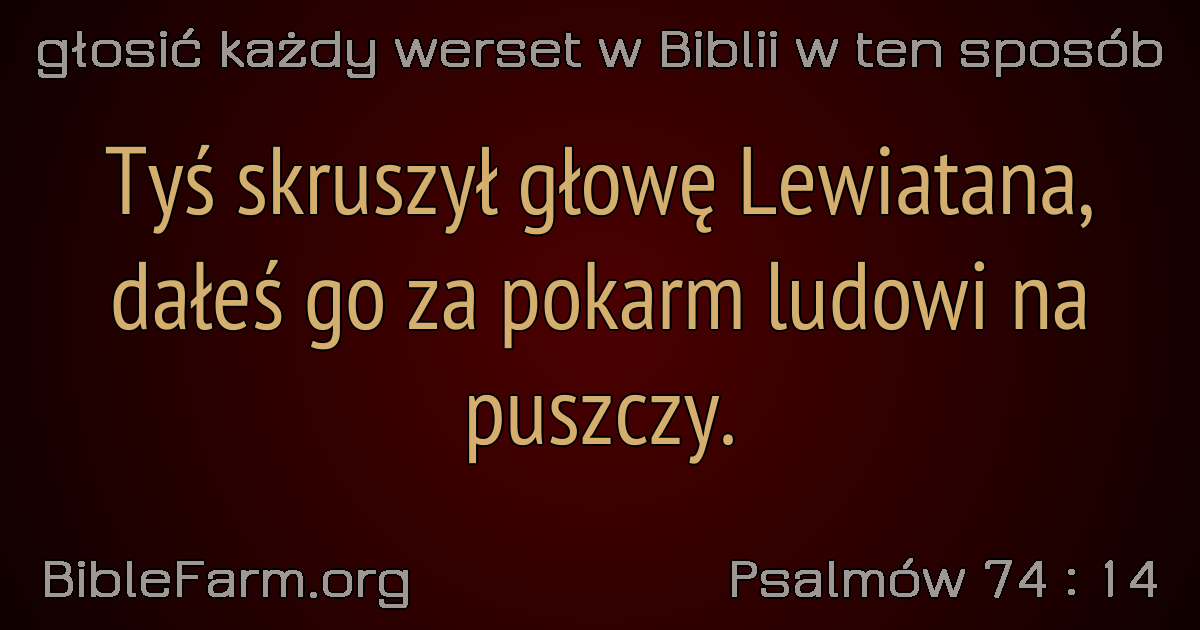 głosić każdy werset w Biblii w ten sposób
Tyś skruszył głowę Lewiatana,
dałeś go za pokarm ludowi na
puszczy.
BibleFarm.org
Psalmów 74 : 14